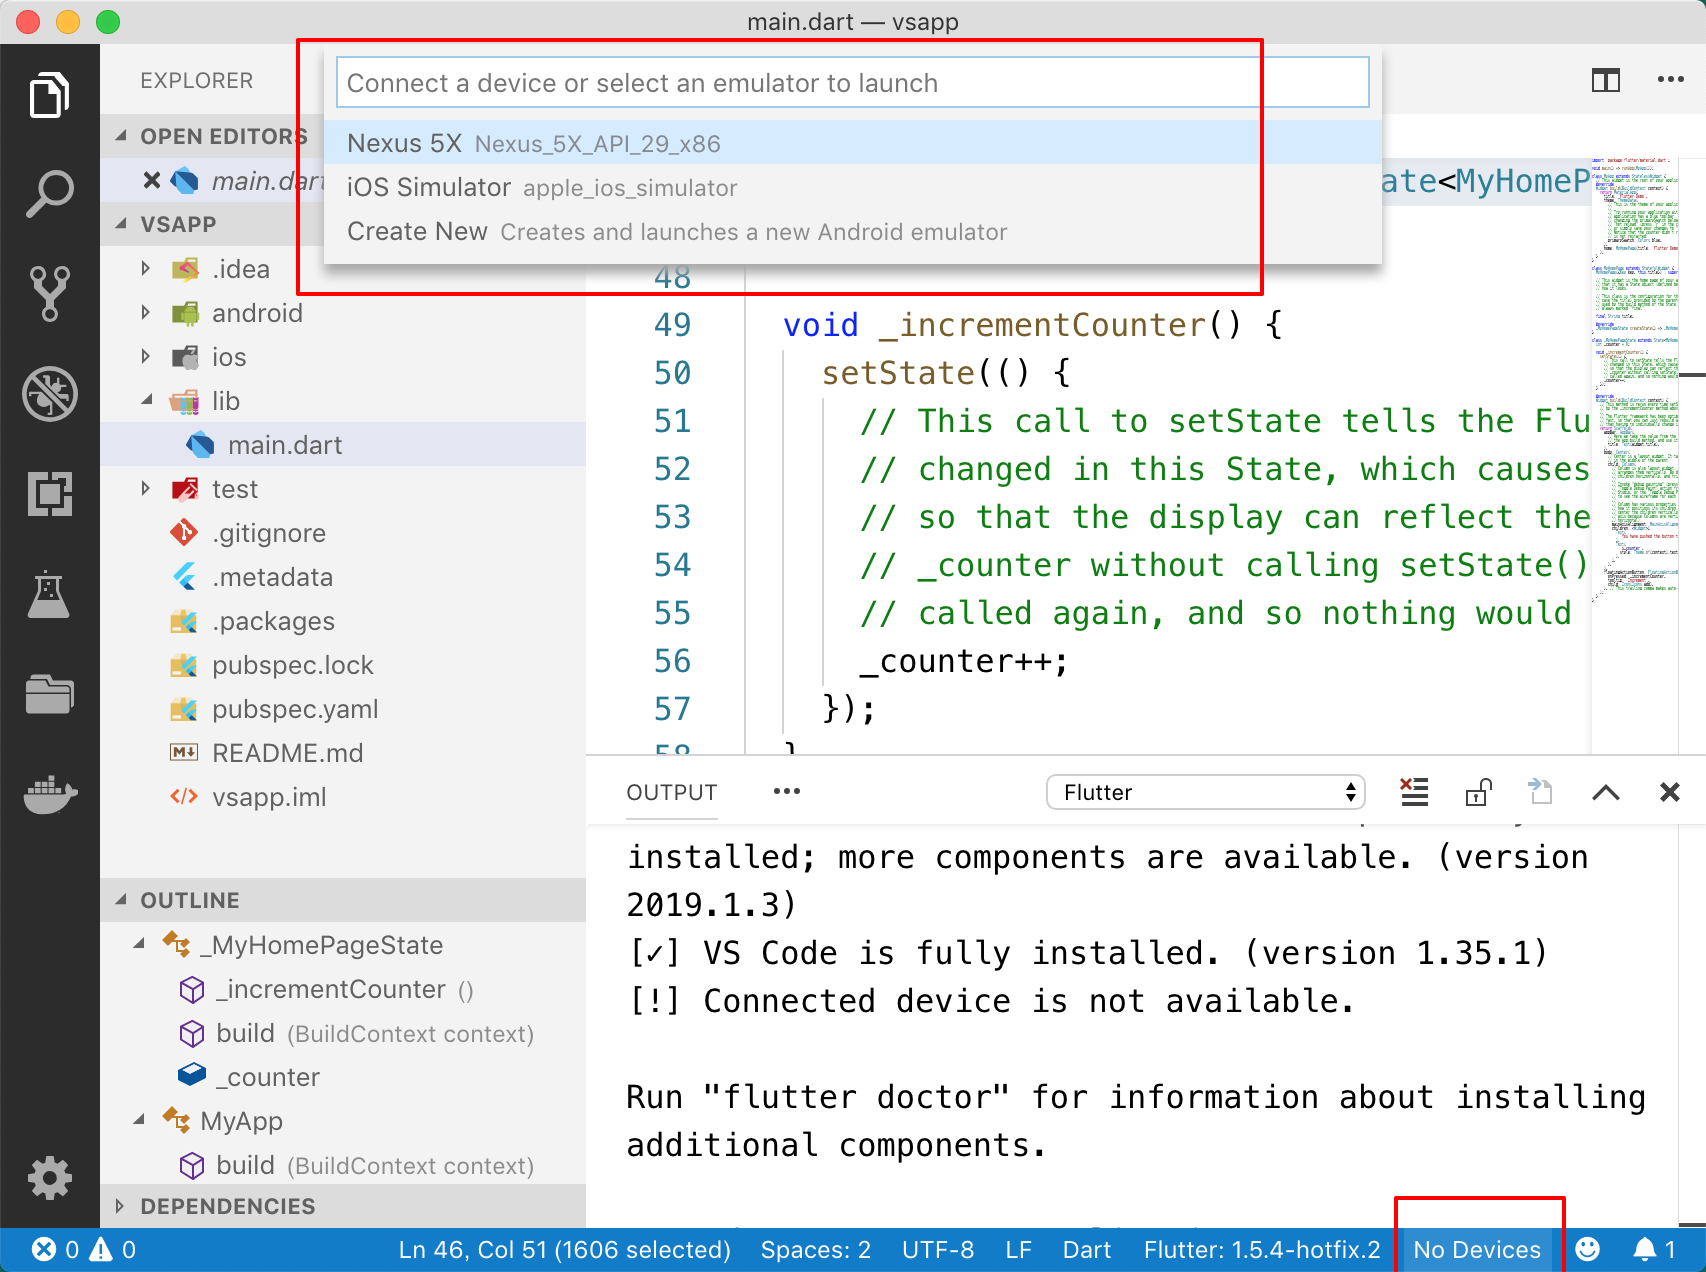 main.dart — vsapp
EXPLORER
Connect a device or select an emulator to launch
Nexus 5X Nexus_5X_API_29_x86
iOS Simulator apple_ios_simulator
Create New Creates and launches a new Android emulator
OPEN EDITORS
main.dart
VSAPP
.idea
android
ios
lib
main.dart
test
.gitignore
.metadata
.packages
pubspec.lock
pubspec.yaml
README.md
vsapp.iml
OUTLINE
_MyHomePageState
_incrementCounter ()
build (BuildContext context)
_counter
MyApp
build (BuildContext context)
DEPENDENCIES
ate<MyHomeP
48
49 void _incrementCounter() {
50 setState(() {
51 // This call to setState tells the Flu
52 // changed in this State, which causes
53 // so that the display can reflect the
54 // _counter without calling setState()
55 // called again, and so nothing would
56 _counter++;
57 });
58 }
OUTPUT
Flutter
installed; more components are available. (version
2019.1.3)
[✓] VS Code is fully installed. (version 1.35.1)
[!] Connected device is not available.
Run "flutter doctor" for information about installing
additional components.
0 0 Ln 46, Col 51 (1606 selected) Spaces: 2 UTF-8 LF Dart Flutter: 1.5.4-hotfix.2 No Devices 1